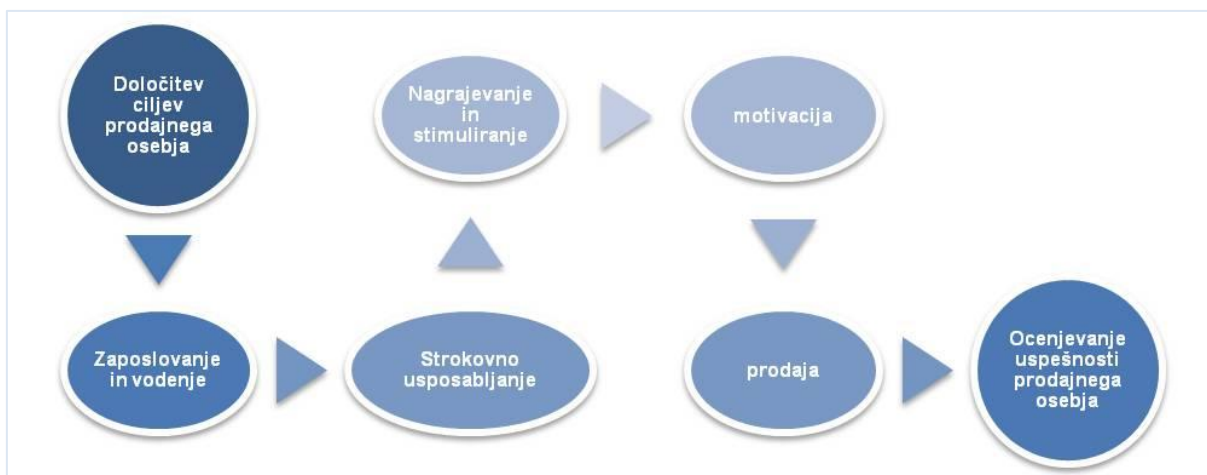 Določitev
ciljev
prodajnega
osebja
Zaposlovanje
in vodenje
Strokovno
usposabljanje
Nagrajevanje
in
stimuliranje
motivacija
prodaja
Ocenjevanje
uspešnosti
prodajnega
osebja